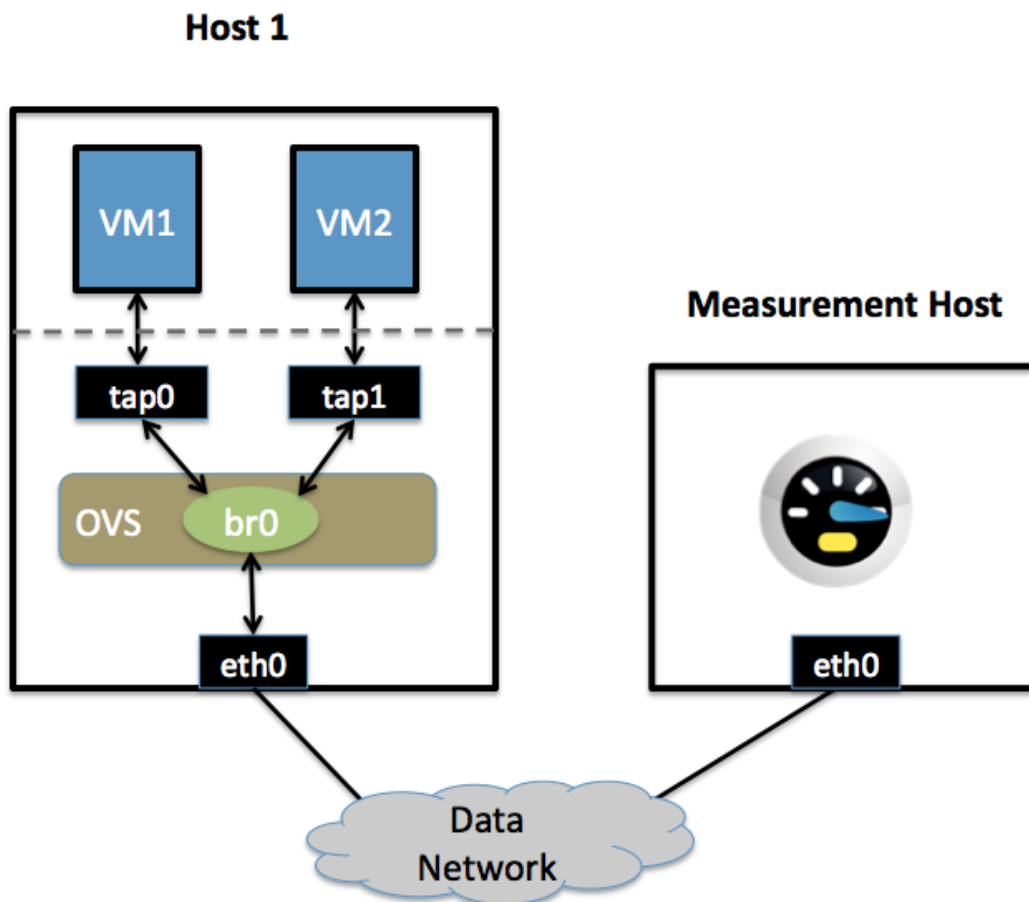 Host 1
VM1
VM2
Measurement Host
tap0
tap1
OVS
br0
eth0
eth0
Data
Network